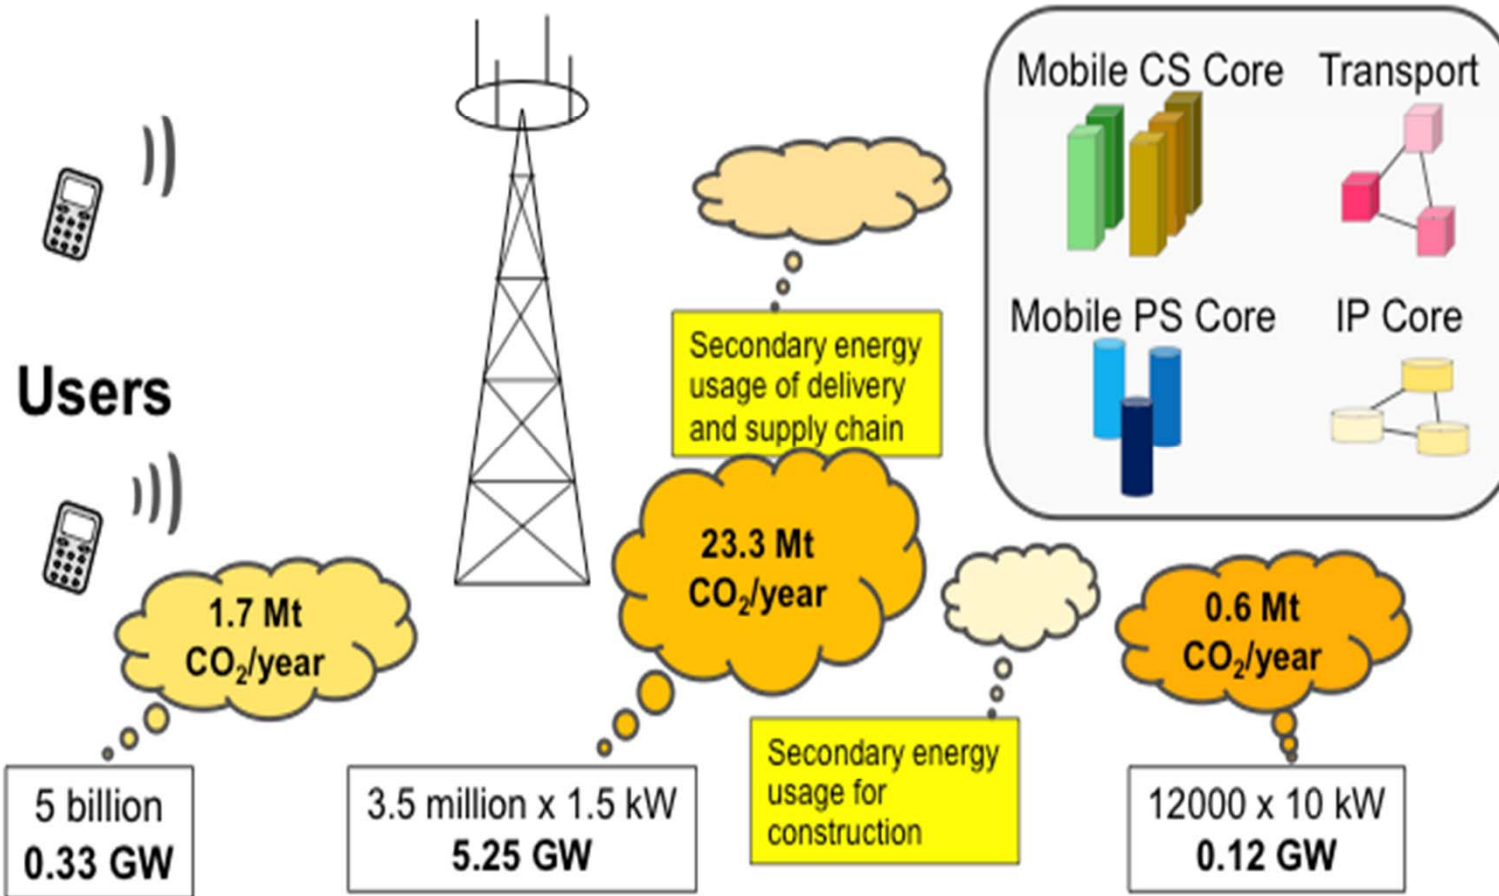 Mobile CS Core
Transport
Mobile PS Core
IP Core
Users
Secondary energy
usage of delivery
and supply chain
23.3 Mt
CO₂/year
1.7 Mt
CO₂/year
0.6 Mt
CO₂/year
5 billion
0.33 GW
3.5 million x 1.5 kW
5.25 GW
Secondary energy
usage for
construction
12000 x 10 kW
0.12 GW